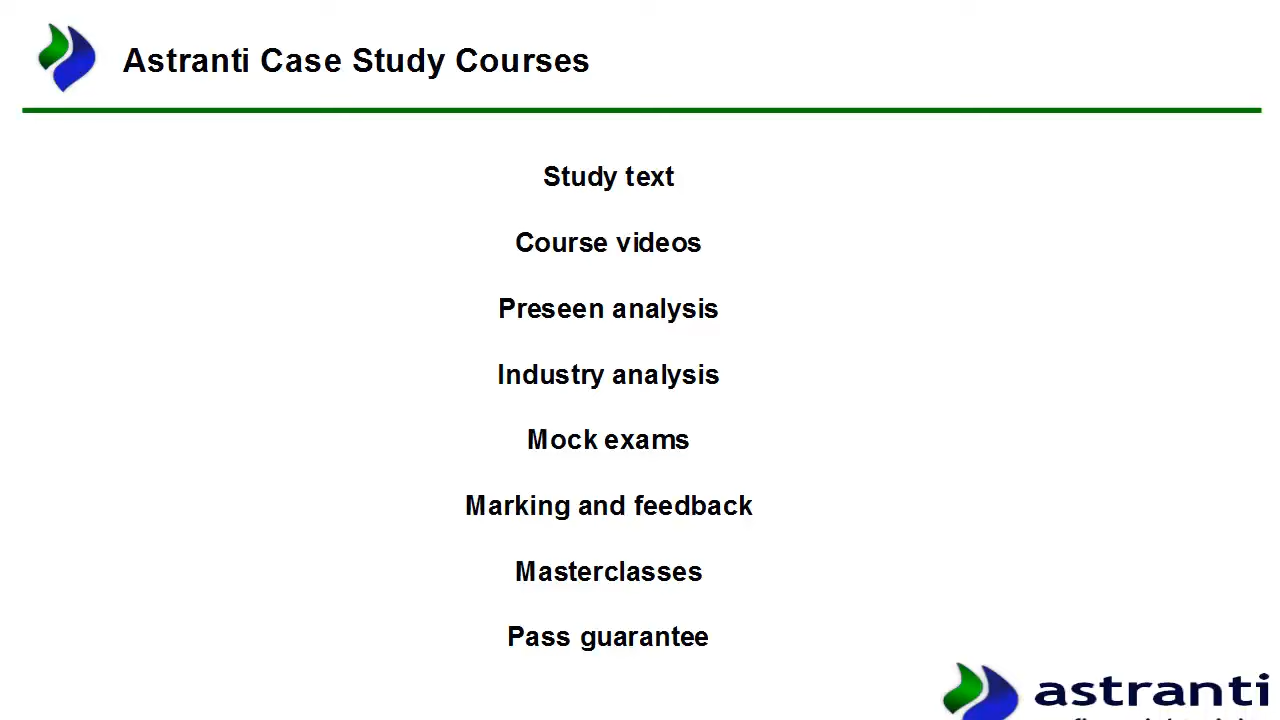 Astranti Case Study Courses
Study text
Course videos
Preseen analysis
Industry analysis
Mock exams
Marking and feedback
Masterclasses
Pass guarantee
astranti